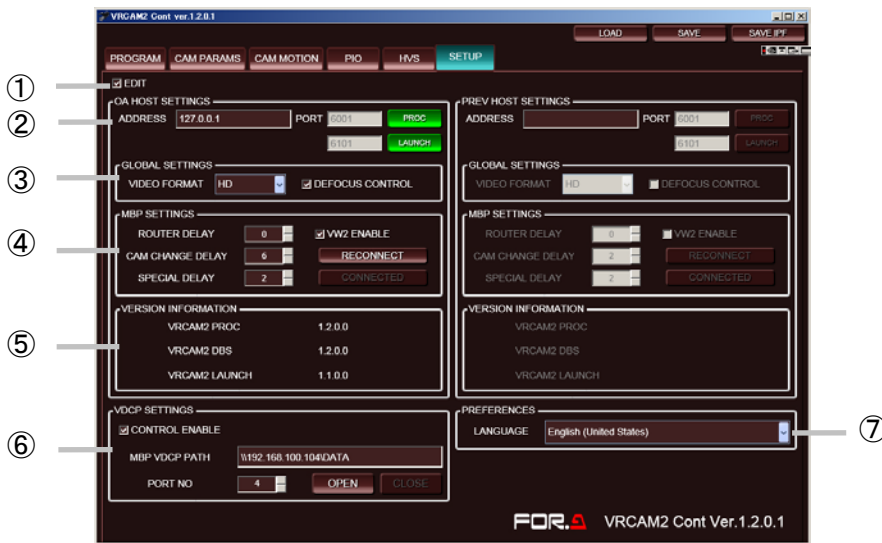 VRCAM2 Cont ver.1.2.0.1
LOAD SAVE SAVE IPF
PROGRAM CAM PARAMS CAM MOTION PIO HVS SETUP
① EDIT
OA HOST SETTINGS
② ADDRESS 127.0.0.1 PORT 6001 PROC
6101 LAUNCH
GLOBAL SETTINGS
③ VIDEO FORMAT HD DEFOCUS CONTROL
MBP SETTINGS
ROUTER DELAY 0 VW2 ENABLE
④ CAM CHANGE DELAY 6 RECONNECT
SPECIAL DELAY 2 CONNECTED
VERSION INFORMATION
VRCAM2 PROC 1.2.0.0
⑤ VRCAM2 DBS 1.2.0.0
VRCAM2 LAUNCH 1.1.0.0
PREV HOST SETTINGS
ADDRESS PORT 6001 PROC
6101 LAUNCH
GLOBAL SETTINGS
VIDEO FORMAT HD DEFOCUS CONTROL
MBP SETTINGS
ROUTER DELAY 0 VW2 ENABLE
CAM CHANGE DELAY 2 RECONNECT
SPECIAL DELAY 2 CONNECTED
VERSION INFORMATION
VRCAM2 PROC
VRCAM2 DBS
VRCAM2 LAUNCH
VDCP SETTINGS
CONTROL ENABLE
⑥ MBP VDCP PATH \\192.168.100.104\DATA
PORT NO 4 OPEN CLOSE
PREFERENCES
LANGUAGE English (United States) ⑦
FOR.A VRCAM2 Cont Ver.1.2.0.1